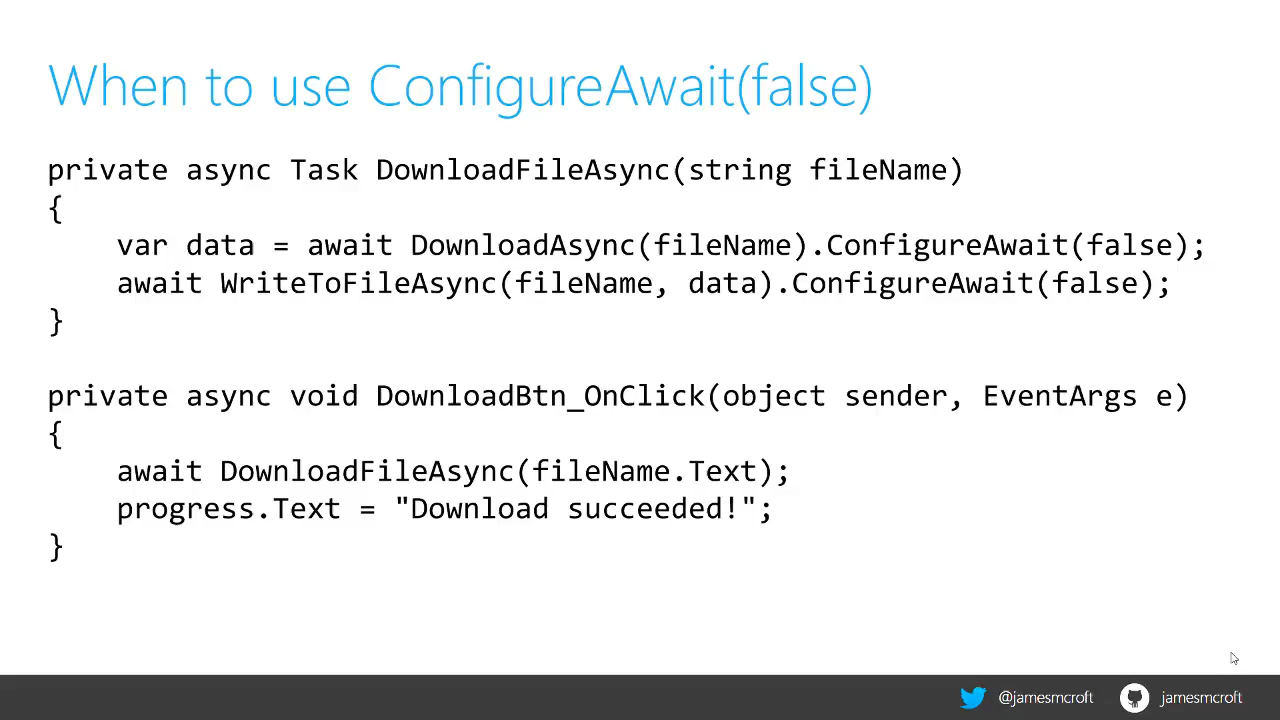 When to use ConfigureAwait(false)
private async Task DownloadFileAsync(string fileName)
{
    var data = await DownloadAsync(fileName).ConfigureAwait(false);
    await WriteToFileAsync(fileName, data).ConfigureAwait(false);
}
private async void DownloadBtn_OnClick(object sender, EventArgs e)
{
    await DownloadFileAsync(fileName.Text);
    progress.Text = "Download succeeded!";
}
@jamesmcroft jamesmcroft